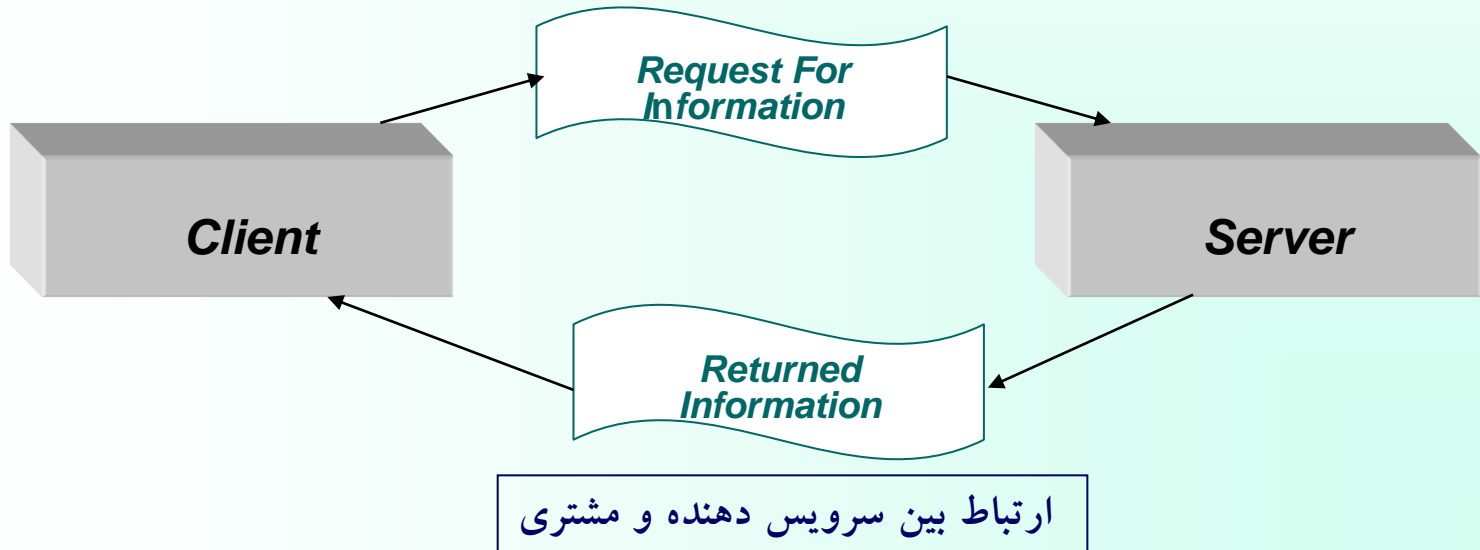 Request For
Information
Client
Server
Returned
Information
ارتباط بین سرویس دهنده و مشتری